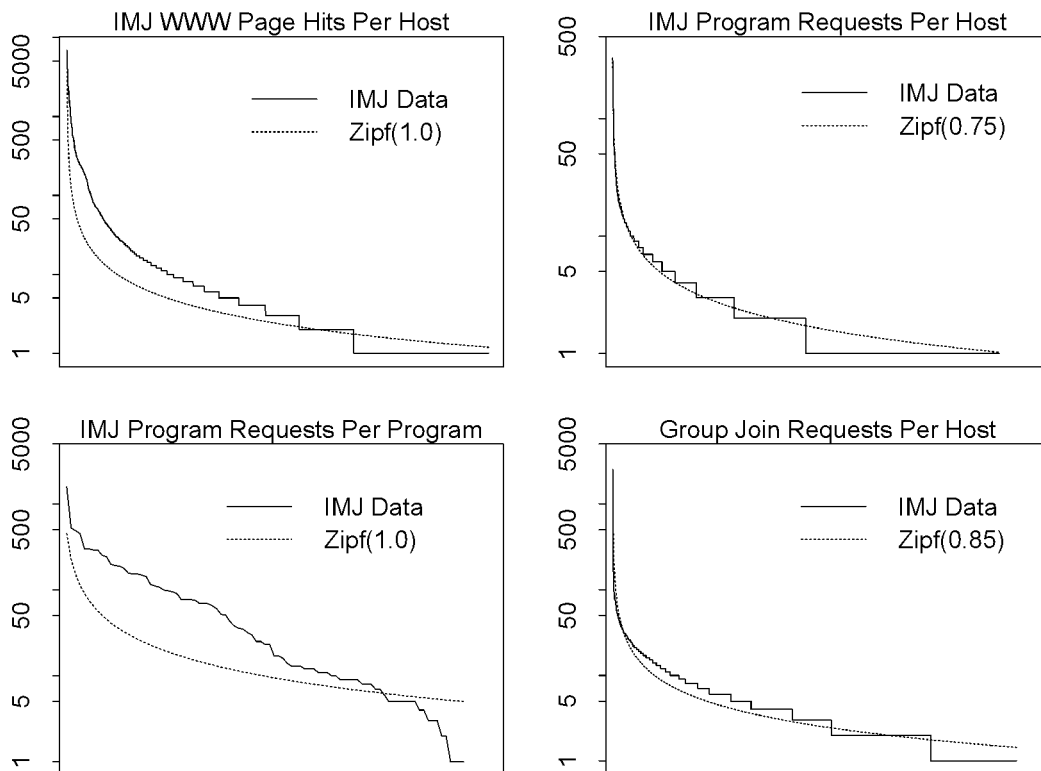 IMJ WWW Page Hits Per Host
5000
500
50
5
1
IMJ Data
Zipf(1.0)
IMJ Program Requests Per Host
500
50
5
1
IMJ Data
Zipf(0.75)
IMJ Program Requests Per Program
5000
500
50
5
1
IMJ Data
Zipf(1.0)
Group Join Requests Per Host
5000
500
50
5
1
IMJ Data
Zipf(0.85)